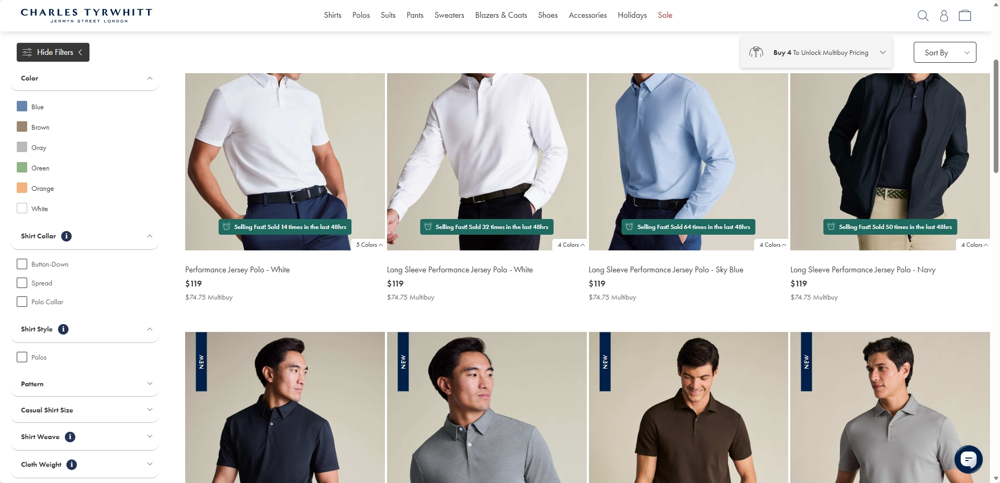 CHARLES TYRWHITT
JERMYN STREET LONDON
Shirts
Polos
Suits
Pants
Sweaters
Blazers & Coats
Shoes
Accessories
Holidays
Sale
Hide Filters
Buy 4 To Unlock Multibuy Pricing
Sort By
Color
Blue
Brown
Gray
Green
Orange
White
Shirt Collar i
Button-Down
Spread
Polo Collar
Shirt Style i
Polos
Pattern
Casual Shirt Size
Shirt Weave i
Cloth Weight i
Selling Fast! Sold 14 times in the last 48hrs
5 Colors
Performance Jersey Polo - White
$119
$74.75 Multibuy
Selling Fast! Sold 32 times in the last 48hrs
4 Colors
Long Sleeve Performance Jersey Polo - White
$119
$74.75 Multibuy
Selling Fast! Sold 64 times in the last 48hrs
4 Colors
Long Sleeve Performance Jersey Polo - Sky Blue
$119
$74.75 Multibuy
Selling Fast! Sold 50 times in the last 48hrs
4 Colors
Long Sleeve Performance Jersey Polo - Navy
$119
$74.75 Multibuy
NEW
NEW
NEW
NEW